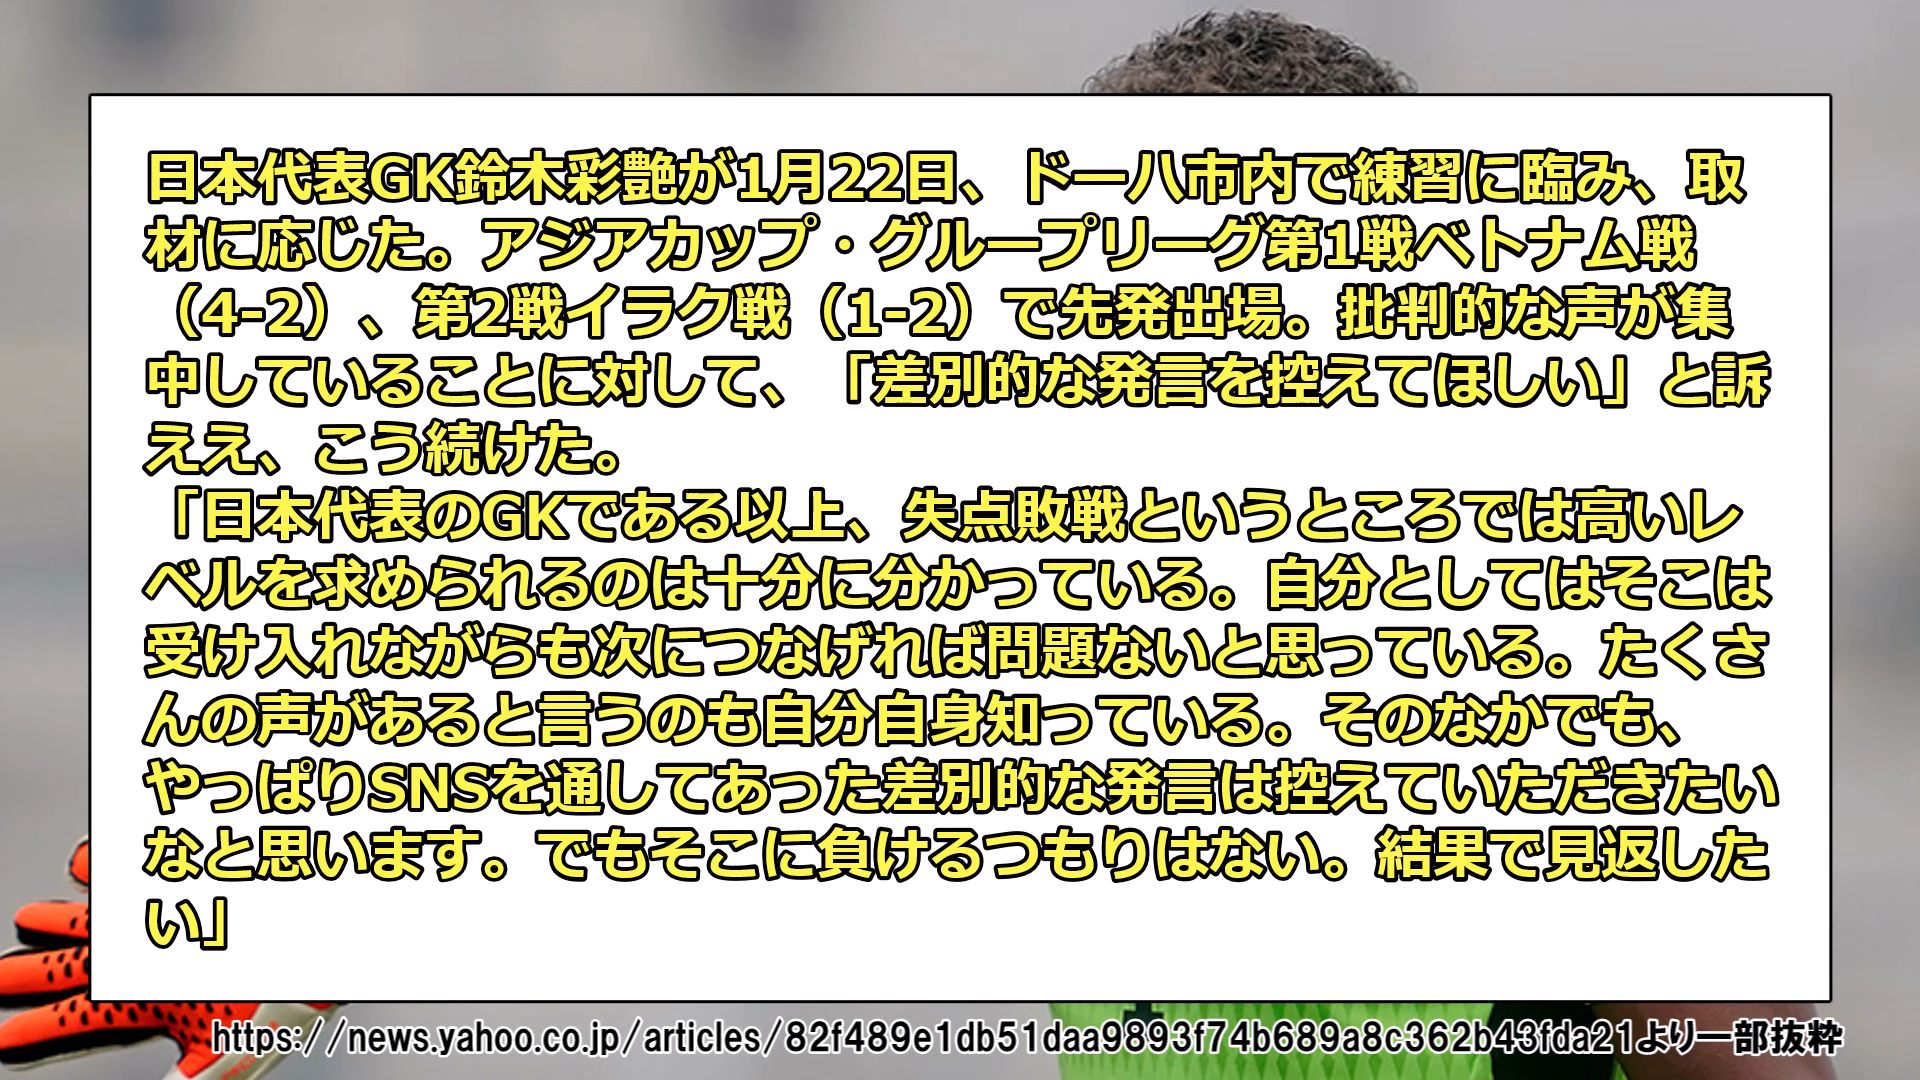 日本代表GK鈴木彩艶が1月22日、ドーハ市内で練習に臨み、取
材に応じた。アジアカップ・グループリーグ第1戦ベトナム戦
（4-2）、第2戦イラク戦（1-2）で先発出場。批判的な声が集
中していることに対して、「差別的な発言を控えてほしい」と訴
ええ、こう続けた。
「日本代表のGKである以上、失点敗戦というところでは高いレ
ベルを求められるのは十分に分かっている。自分としてはそこは
受け入れながらも次につなげれば問題ないと思っている。たくさ
んの声があると言うのも自分自身知っている。そのなかでも、
やっぱりSNSを通してあった差別的な発言は控えていただきたい
なと思います。でもそこに負けるつもりはない。結果で見返した
い」
https://news.yahoo.co.jp/articles/82f489e1db51daa9893f74b689a8c362b43fda21より一部抜粋